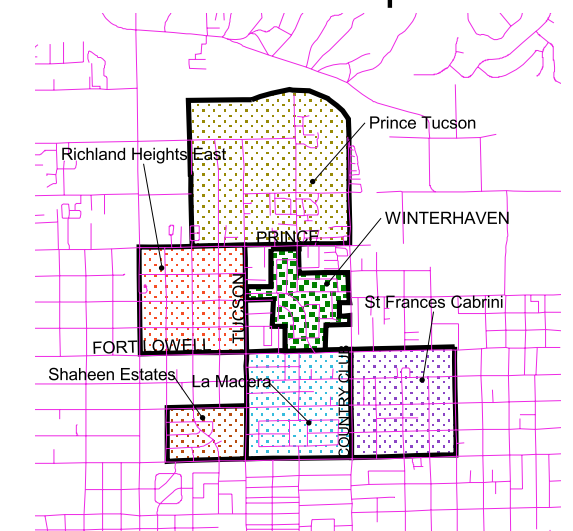 Prince Tucson
Richland Heights East
WINTERHAVEN
PRINCE
TUCSON
St Frances Cabrini
FORT LOWELL
Shaheen Estates
La Madera
COUNTRY CLUB